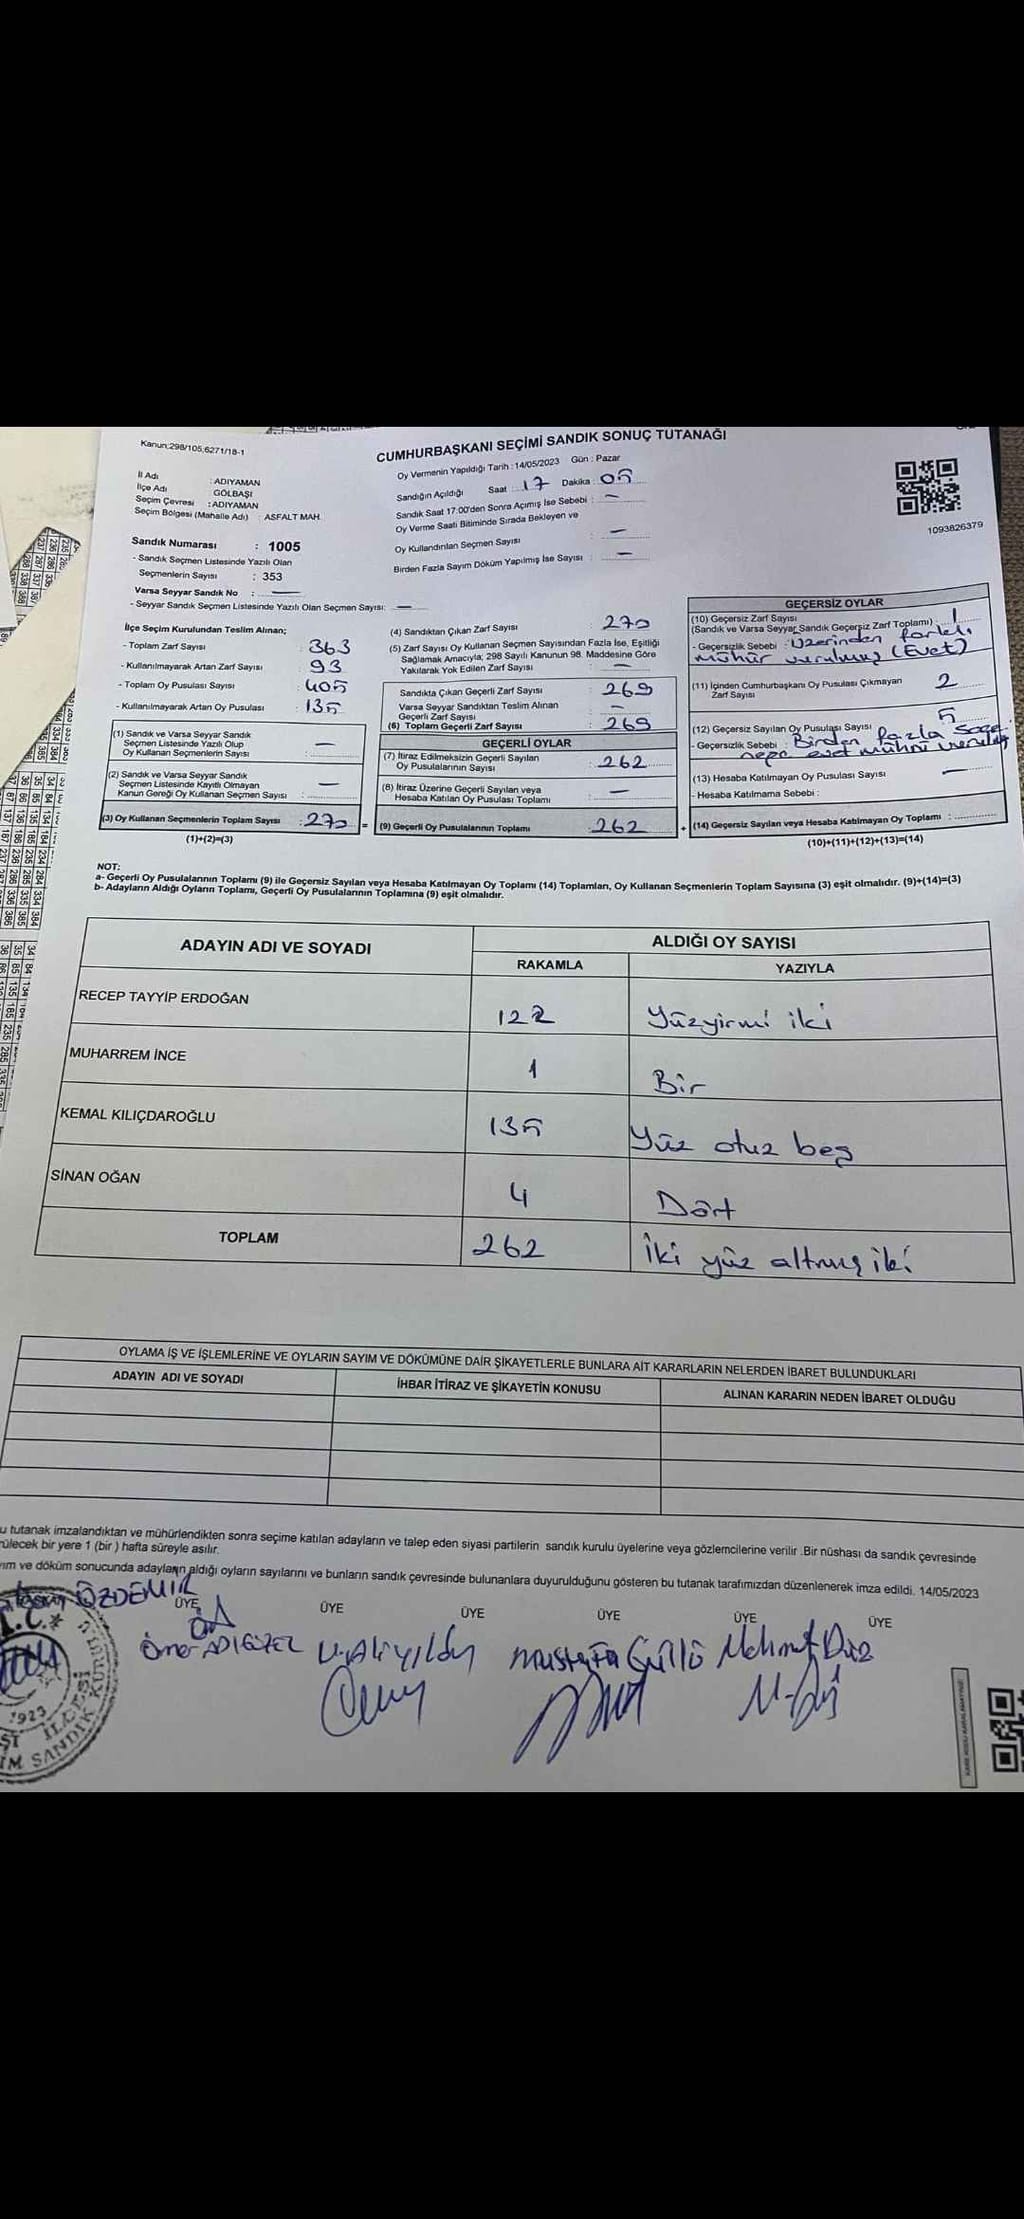 Kanun:298/105,6271/18-1
CUMHURBAŞKANI SEÇİMİ SANDIK SONUÇ TUTANAĞI
Oy Vermenin Yapıldığı Tarih : 14/05/2023 Gün : Pazar
İl Adı : ADIYAMAN
İlçe Adı GÖLBAŞI
Seçim Çevresi : ADIYAMAN
Seçim Bölgesi (Mahalle Adı) : ASFALT MAH.
Sandığın Açıldığı Saat : 17 Dakika : 05
Sandık Saat 17:00'den Sonra Açımış İse Sebebi : —
Oy Verme Saati Bitiminde Sırada Bekleyen ve
Oy Kullandırılan Seçmen Sayısı : —
Birden Fazla Sayım Döküm Yapılmış İse Sayısı : —
1093826379
Sandık Numarası : 1005
- Sandık Seçmen Listesinde Yazılı Olan
Seçmenlerin Sayısı : 353
Varsa Seyyar Sandık No : —
- Seyyar Sandık Seçmen Listesinde Yazılı Olan Seçmen Sayısı: —
İlçe Seçim Kurulundan Teslim Alınan;
- Toplam Zarf Sayısı : 363
- Kullanılmayarak Artan Zarf Sayısı : 93
- Toplam Oy Pusulası Sayısı : 405
- Kullanılmayarak Artan Oy Pusulası : 135
(1) Sandık ve Varsa Seyyar Sandık
Seçmen Listesinde Yazılı Olup
Oy Kullanan Seçmenlerin Sayısı : —
(2) Sandık ve Varsa Seyyar Sandık
Seçmen Listesinde Kayıtlı Olmayan
Kanun Gereği Oy Kullanan Seçmen Sayısı : —
(3) Oy Kullanan Seçmenlerin Toplam Sayısı : 270 =
(1)+(2)=(3)
(4) Sandıktan Çıkan Zarf Sayısı : 270
(5) Zarf Sayısı Oy Kullanan Seçmen Sayısından Fazla İse, Eşitliği
Sağlamak Amacıyla; 298 Sayılı Kanunun 98. Maddesine Göre
Yakılarak Yok Edilen Zarf Sayısı : —
Sandıkta Çıkan Geçerli Zarf Sayısı : 269
Varsa Seyyar Sandıktan Teslim Alınan
Geçerli Zarf Sayısı : —
(6) Toplam Geçerli Zarf Sayısı : 269
GEÇERLİ OYLAR
(7) İtiraz Edilmeksizin Geçerli Sayılan
Oy Pusulalarının Sayısı : 262
(8) İtiraz Üzerine Geçerli Sayılan veya
Hesaba Katılan Oy Pusulası Toplamı : —
(9) Geçerli Oy Pusulalarının Toplamı : 262 +
GEÇERSİZ OYLAR
(10) Geçersiz Zarf Sayısı
(Sandık ve Varsa Seyyar Sandık Geçersiz Zarf Toplamı) : 1
- Geçersizlik Sebebi : Üzerinden farklı
mühür vurulmuş (Evet)
(11) İçinden Cumhurbaşkanı Oy Pusulası Çıkmayan
Zarf Sayısı 2
(12) Geçersiz Sayılan Oy Pusulası Sayısı : 5
- Geçersizlik Sebebi : Birden fazla
evet mührü
(13) Hesaba Katılmayan Oy Pusulası Sayısı : —
- Hesaba Katılmama Sebebi :
(14) Geçersiz Sayılan veya Hesaba Katılmayan Oy Toplamı :
(10)+(11)+(12)+(13)=(14)
NOT:
a- Geçerli Oy Pusulalarının Toplamı (9) ile Geçersiz Sayılan veya Hesaba Katılmayan Oy Toplamı (14) Toplamları, Oy Kullanan Seçmenlerin Toplam Sayısına (3) eşit olmalıdır. (9)+(14)=(3)
b- Adayların Aldığı Oyların Toplamı, Geçerli Oy Pusulalarının Toplamına (9) eşit olmalıdır.
ADAYIN ADI VE SOYADI ALDIĞI OY SAYISI
RAKAMLA YAZIYLA
RECEP TAYYİP ERDOĞAN 122 Yüzyirmi iki
MUHARREM İNCE 1 Bir
KEMAL KILIÇDAROĞLU 135 Yüz otuz beş
SİNAN OĞAN 4 Dört
TOPLAM 262 İki yüz altmış iki
OYLAMA İŞ VE İŞLEMLERİNE VE OYLARIN SAYIM VE DÖKÜMÜNE DAİR ŞİKAYETLERLE BUNLARA AİT KARARLARIN NELERDEN İBARET BULUNDUKLARI
ADAYIN ADI VE SOYADI İHBAR İTİRAZ VE ŞİKAYETİN KONUSU ALINAN KARARIN NEDEN İBARET OLDUĞU
u tutanak imzalandıktan ve mühürlendikten sonra seçime katılan adayların ve talep eden siyasi partilerin sandık kurulu üyelerine veya gözlemcilerine verilir .Bir nüshası da sandık çevresinde
rülecek bir yere 1 (bir ) hafta süreyle asılır.
ım ve döküm sonucunda adayların aldığı oyların sayılarını ve bunların sandık çevresinde bulunanlara duyurulduğunu gösteren bu tutanak tarafımızdan düzenlenerek imza edildi. 14/05/2023
ÖZDEMİR
ÜYE ÜYE ÜYE ÜYE ÜYE ÜYE
Ömer ADIGÜZEL Mustafa Güllü Mehmet Düz
T.C.
1923
SANDIK KURULU